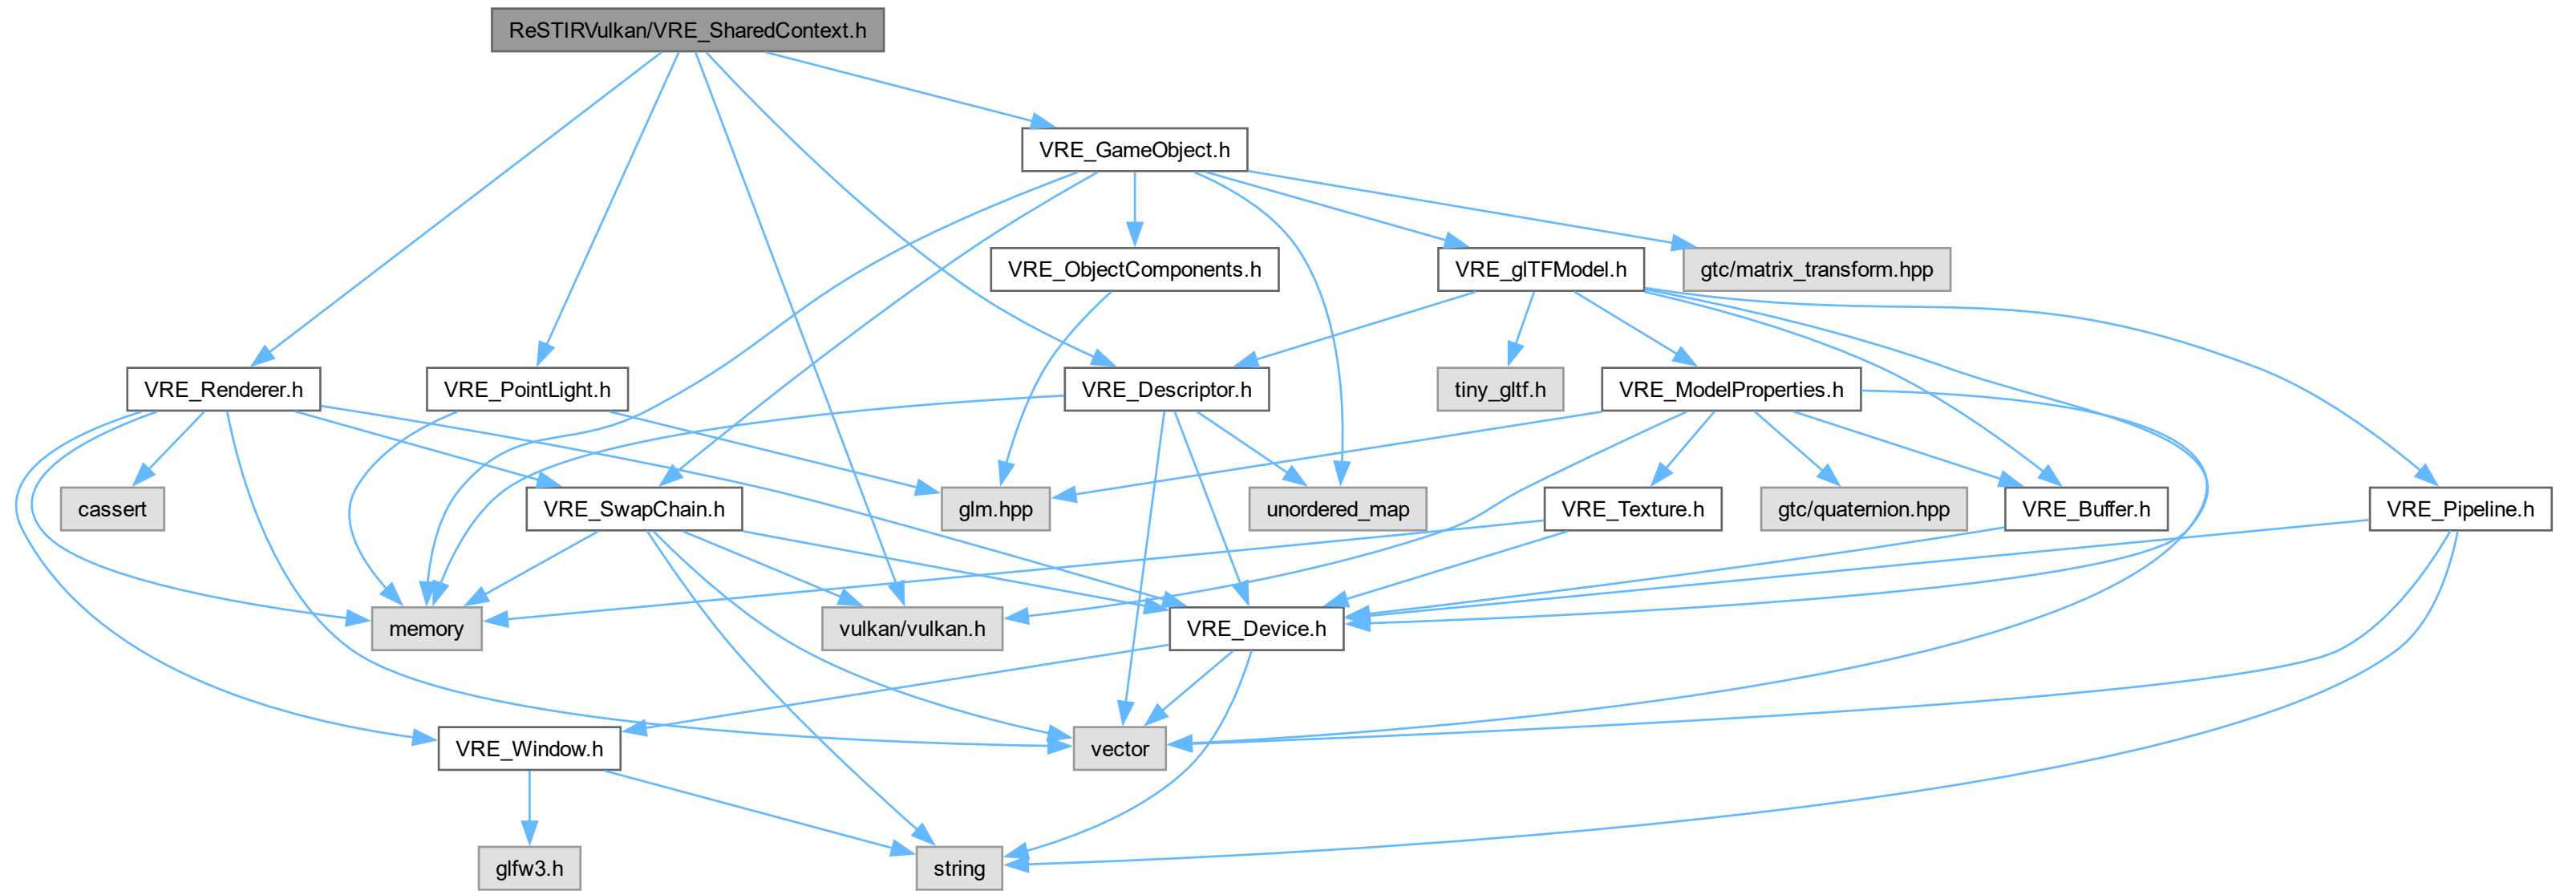 ReSTIRVulkan/VRE_SharedContext.h
VRE_GameObject.h
VRE_ObjectComponents.h
VRE_glTFModel.h
gtc/matrix_transform.hpp
VRE_Renderer.h
VRE_PointLight.h
VRE_Descriptor.h
tiny_gltf.h
VRE_ModelProperties.h
cassert
VRE_SwapChain.h
glm.hpp
unordered_map
VRE_Texture.h
gtc/quaternion.hpp
VRE_Buffer.h
VRE_Pipeline.h
memory
vulkan/vulkan.h
VRE_Device.h
VRE_Window.h
vector
glfw3.h
string